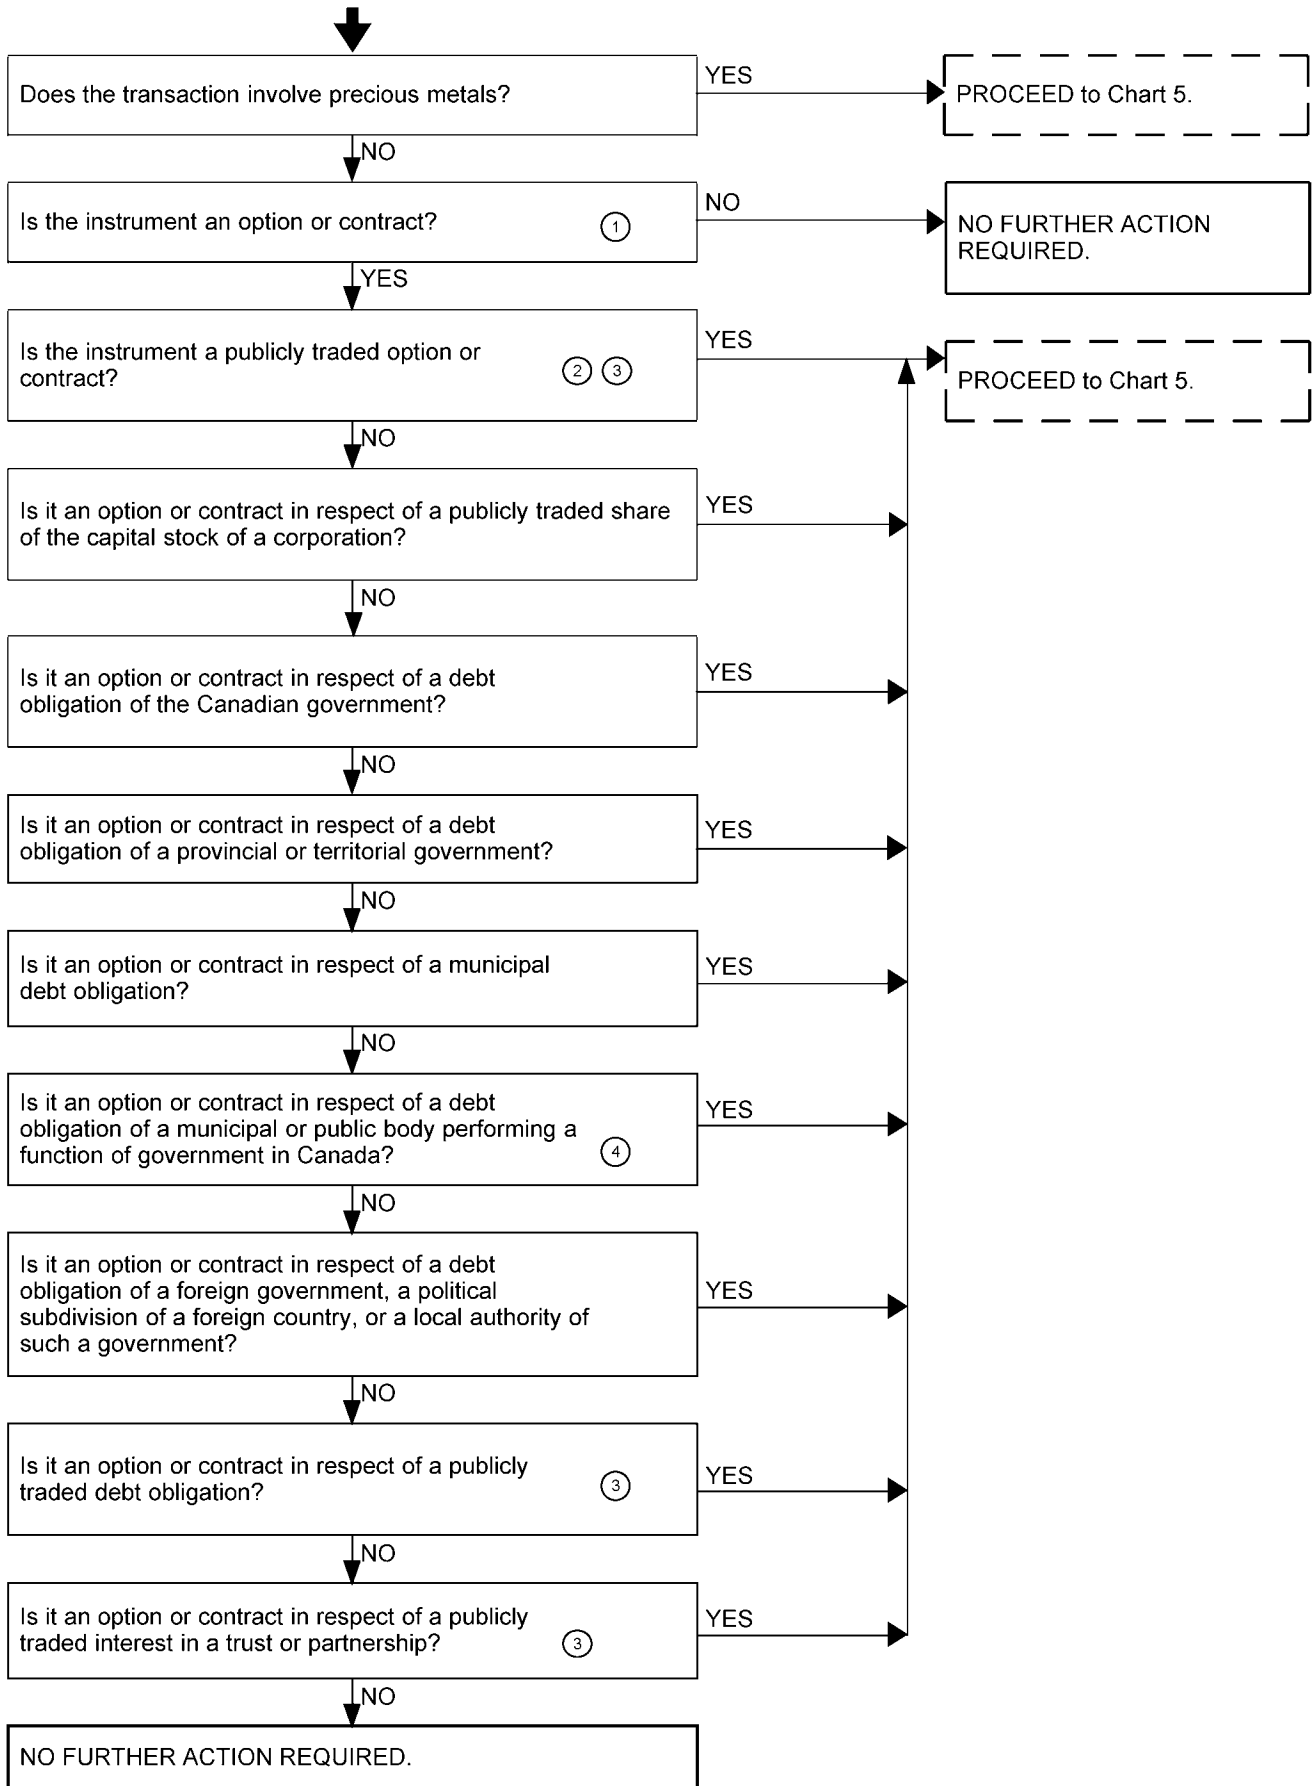 Does the transaction involve precious metals?
YES
PROCEED to Chart 5.
NO
Is the instrument an option or contract?
1
NO
NO FURTHER ACTION
REQUIRED.
YES
Is the instrument a publicly traded option or
contract?
2 3
YES
PROCEED to Chart 5.
NO
Is it an option or contract in respect of a publicly traded share
of the capital stock of a corporation?
YES
NO
Is it an option or contract in respect of a debt
obligation of the Canadian government?
YES
NO
Is it an option or contract in respect of a debt
obligation of a provincial or territorial government?
YES
NO
Is it an option or contract in respect of a municipal
debt obligation?
YES
NO
Is it an option or contract in respect of a debt
obligation of a municipal or public body performing a
function of government in Canada?
4
YES
NO
Is it an option or contract in respect of a debt
obligation of a foreign government, a political
subdivision of a foreign country, or a local authority of
such a government?
YES
NO
Is it an option or contract in respect of a publicly
traded debt obligation?
3
YES
NO
Is it an option or contract in respect of a publicly
traded interest in a trust or partnership?
3
YES
NO
NO FURTHER ACTION REQUIRED.